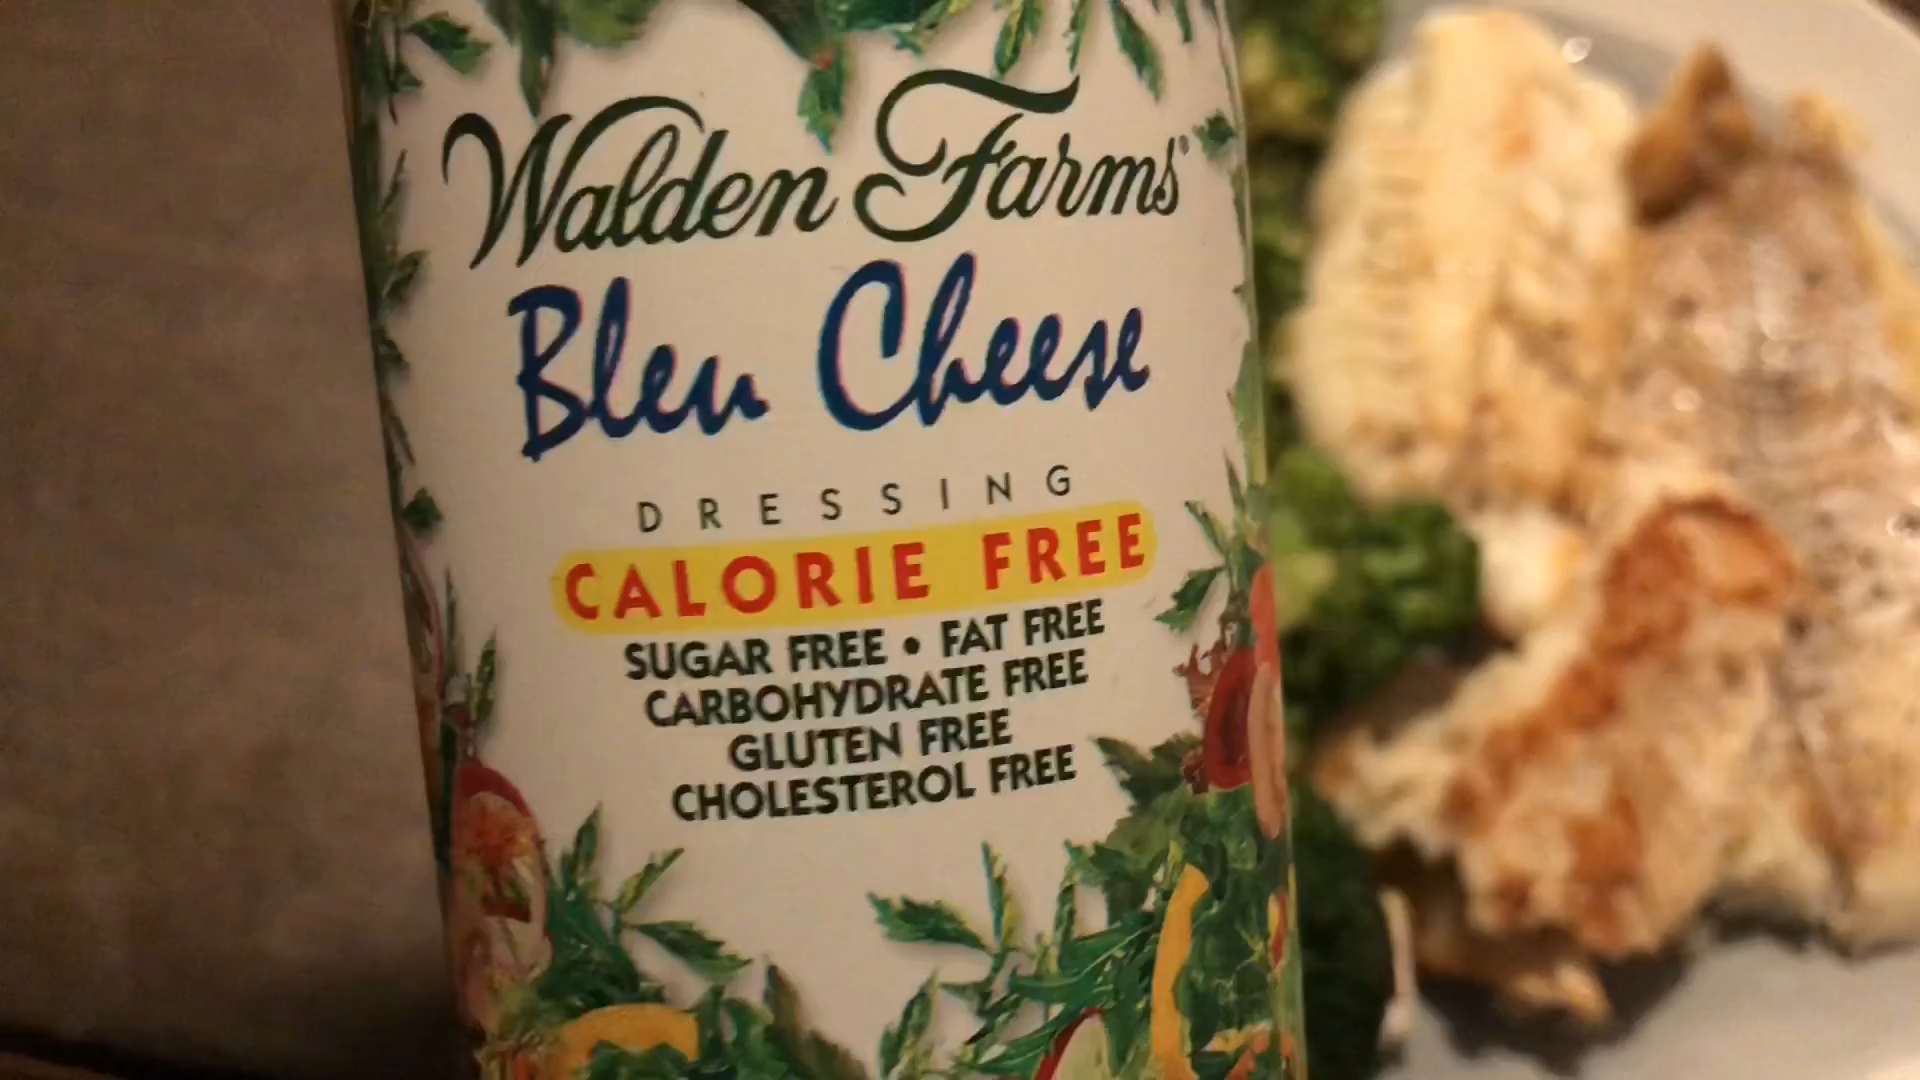 Walden Farms®
Bleu Cheese
DRESSING
CALORIE FREE
SUGAR FREE • FAT FREE
CARBOHYDRATE FREE
GLUTEN FREE
CHOLESTEROL FREE